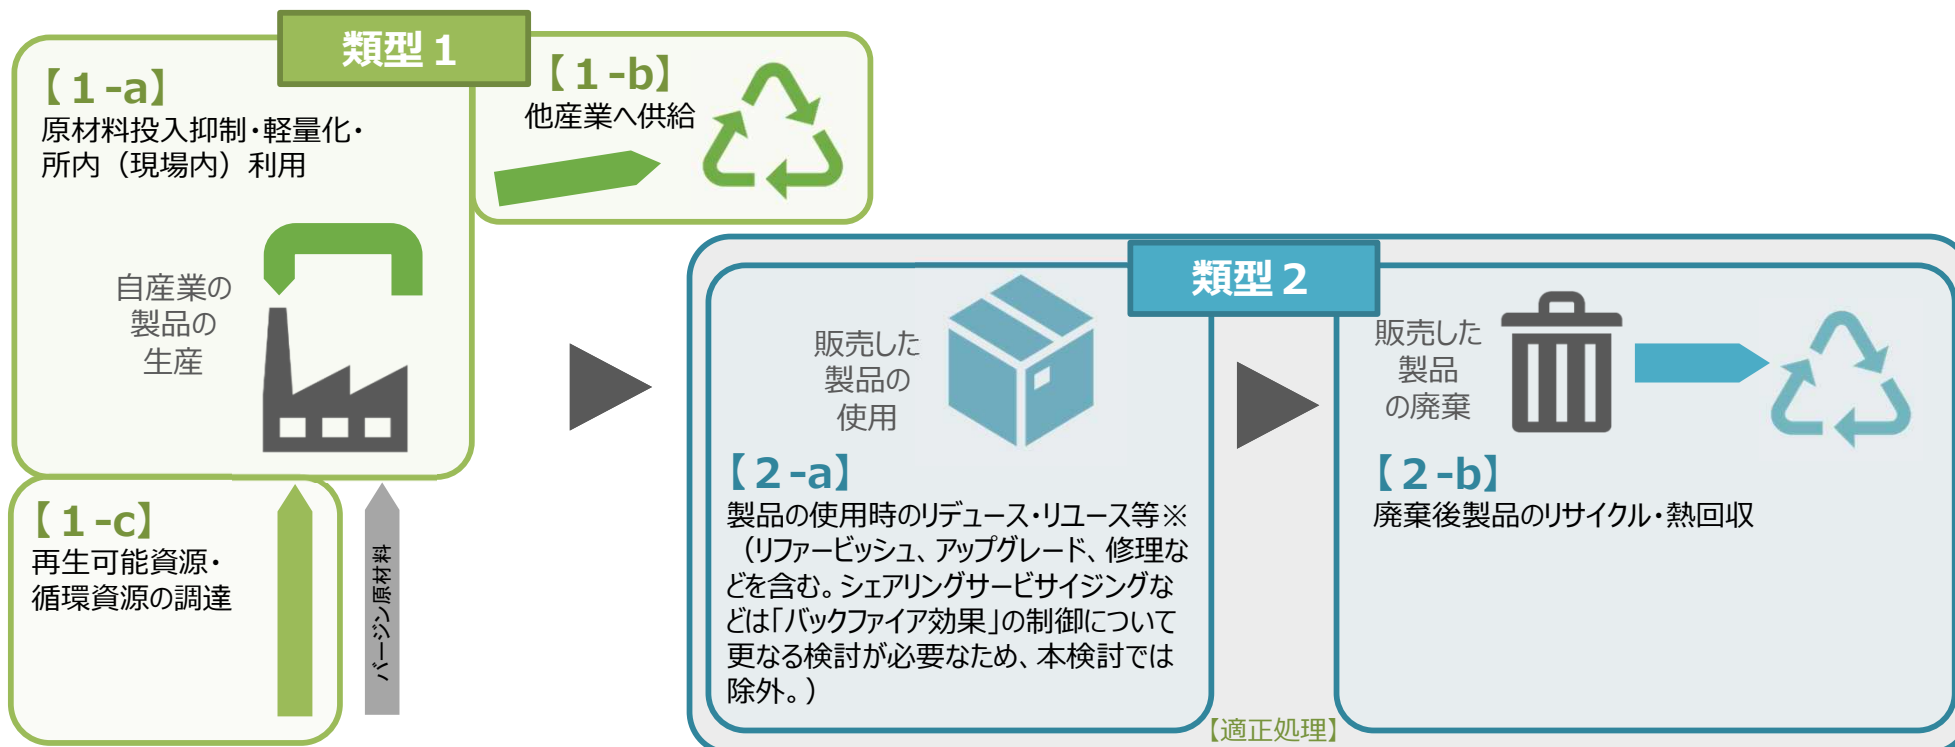 類型１
【１-a】
原材料投入抑制・軽量化・
所内（現場内）利用
自産業の
製品の
生産
【１-b】
他産業へ供給
【１-c】
再生可能資源・
循環資源の調達
バージン原材料
類型２
販売した
製品の
使用
【２-a】
製品の使用時のリデュース・リユース等※
（リファービッシュ、アップグレード、修理な
どを含む。シェアリングサービサイジングな
どは「バックファイア効果」の制御について
更なる検討が必要なため、本検討では
除外。）
販売した
製品
の廃棄
【２-b】
廃棄後製品のリサイクル・熱回収
【適正処理】